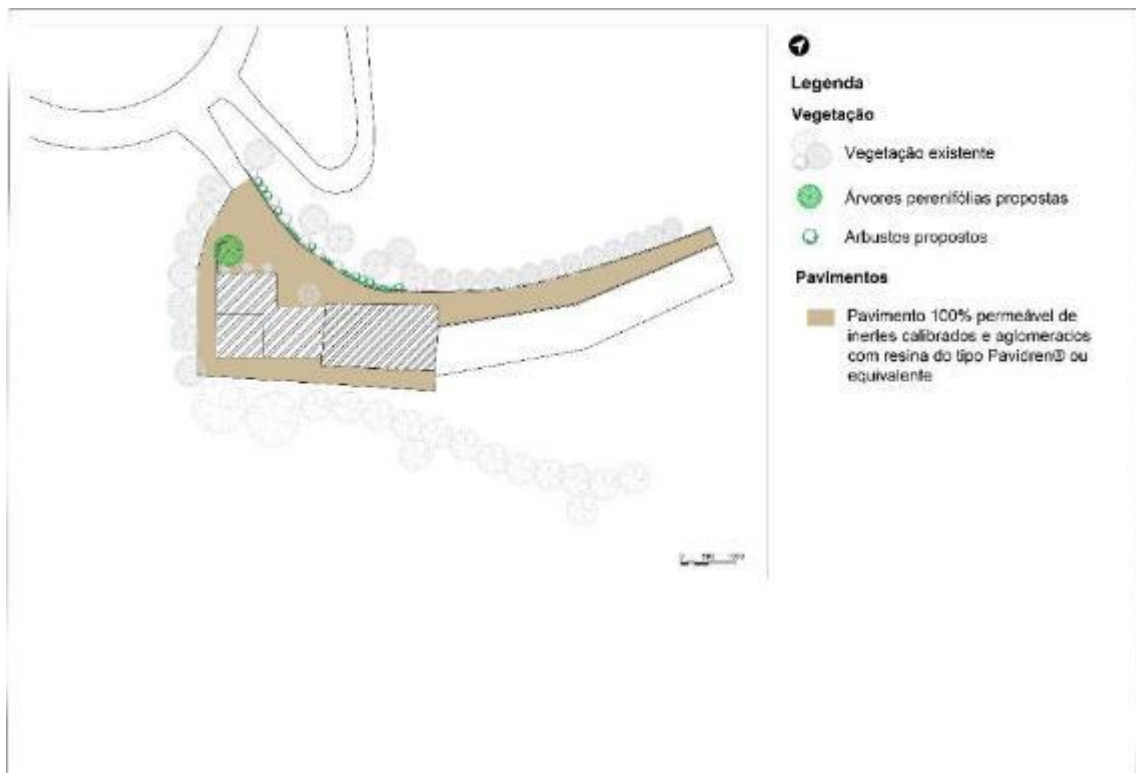 Legenda
Vegetação
Vegetação existente
Árvores perenifólias propostas
Arbustos propostos
Pavimentos
Pavimento 100% permeável de
inertes calibrados e aglomerados
com resina do tipo Pavidren® ou
equivalente